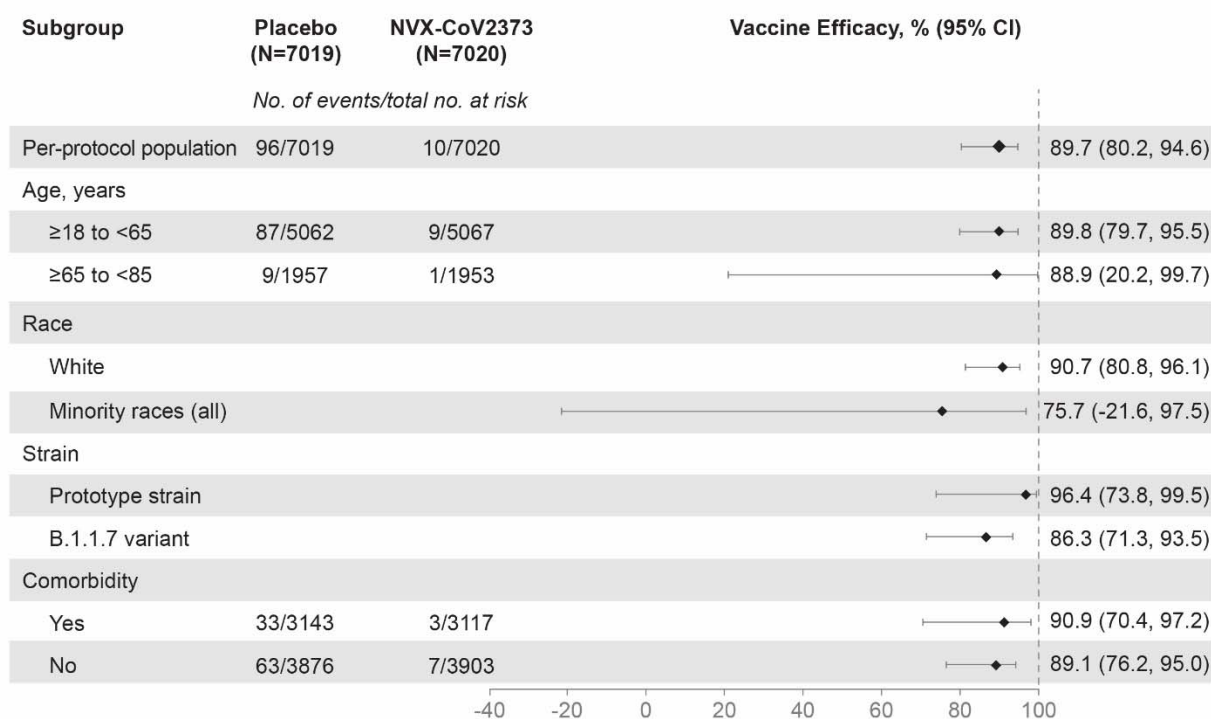 Subgroup Placebo NVX-CoV2373 Vaccine Efficacy, % (95% CI)
(N=7019) (N=7020)
No. of events/total no. at risk
Per-protocol population 96/7019 10/7020 89.7 (80.2, 94.6)
Age, years
≥18 to <65 87/5062 9/5067 89.8 (79.7, 95.5)
≥65 to <85 9/1957 1/1953 88.9 (20.2, 99.7)
Race
White 90.7 (80.8, 96.1)
Minority races (all) 75.7 (-21.6, 97.5)
Strain
Prototype strain 96.4 (73.8, 99.5)
B.1.1.7 variant 86.3 (71.3, 93.5)
Comorbidity
Yes 33/3143 3/3117 90.9 (70.4, 97.2)
No 63/3876 7/3903 89.1 (76.2, 95.0)
-40 -20 0 20 40 60 80 100